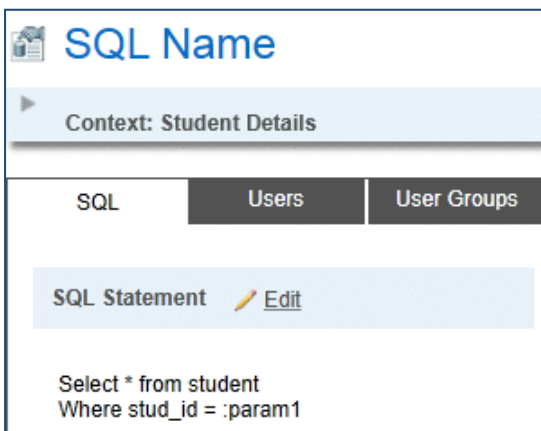 SQL Name
Context: Student Details
SQL Users User Groups
SQL Statement Edit
Select * from student
Where stud_id = :param1